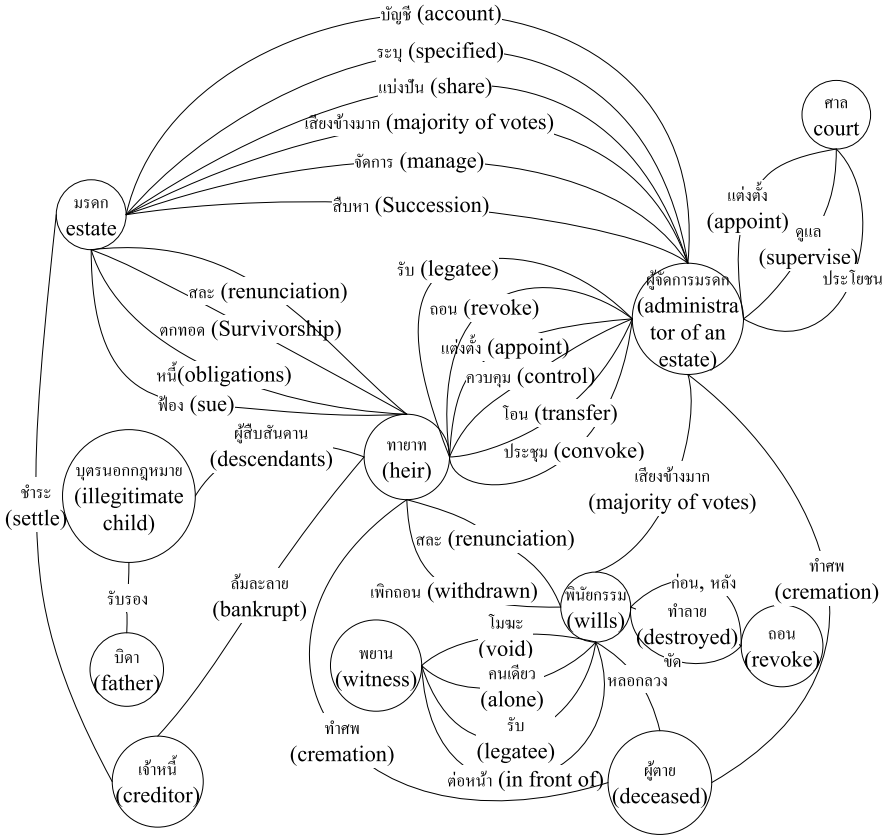 บัญชี (account)
ระบุ (specified)
แบ่งปัน (share)
เสียงข้างมาก (majority of votes)
จัดการ (manage)
สืบหา (Succession)
ศาล
court
มรดก
estate
แต่งตั้ง
(appoint)
ดูแล
(supervise)
ประโยชน
ผู้จัดการมรดก
(administra
tor of an
estate)
รับ (legatee)
ถอน (revoke)
แต่งตั้ง (appoint)
ควบคุม (control)
โอน (transfer)
ประชุม (convoke)
สละ (renunciation)
ตกทอด (Survivorship)
หนี้(obligations)
ฟ้อง (sue)
ผู้สืบสันดาน
(descendants)
ทายาท
(heir)
บุตรนอกกฎหมาย
(illegitimate
child)
ชำระ
(settle)
เสียงข้างมาก
(majority of votes)
สละ (renunciation)
เพิกถอน (withdrawn)
ล้มละลาย
(bankrupt)
รับรอง
บิดา
(father)
พินัยกรรม
(wills)
ก่อน, หลัง
ทำลาย
(destroyed)
ขัด
ถอน
(revoke)
ทำศพ
(cremation)
พยาน
(witness)
โมฆะ
(void)
คนเดียว
(alone)
รับ
(legatee)
ต่อหน้า (in front of)
หลอกลวง
ทำศพ
(cremation)
เจ้าหนี้
(creditor)
ผู้ตาย
(deceased)